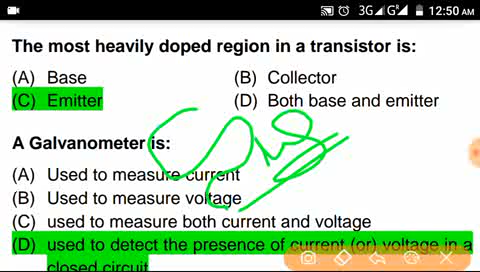 3G G 12:50 AM
The most heavily doped region in a transistor is:
(A) Base (B) Collector
(C) Emitter (D) Both base and emitter
A Galvanometer is:
(A) Used to measure current
(B) Used to measure voltage
(C) used to measure both current and voltage
(D) used to detect the presence of current (or) voltage in a
closed circuit